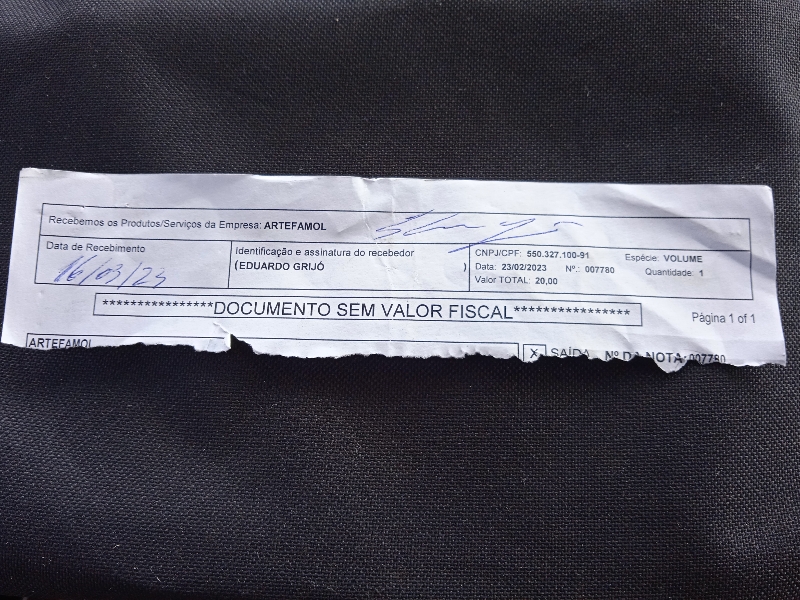 Recebemos os Produtos/Serviços da Empresa: ARTEFAMOL
Data de Recebimento
16/03/23
Identificação e assinatura do recebedor
(EDUARDO GRIJÓ )
CNPJ/CPF: 550.327.100-91 Espécie: VOLUME
Data: 23/02/2023 Nº.: 007780 Quantidade: 1
Valor TOTAL: 20,00
****************DOCUMENTO SEM VALOR FISCAL*****************
Página 1 of 1
ARTEFAMOL
X SAÍDA Nº DA NOTA:007780